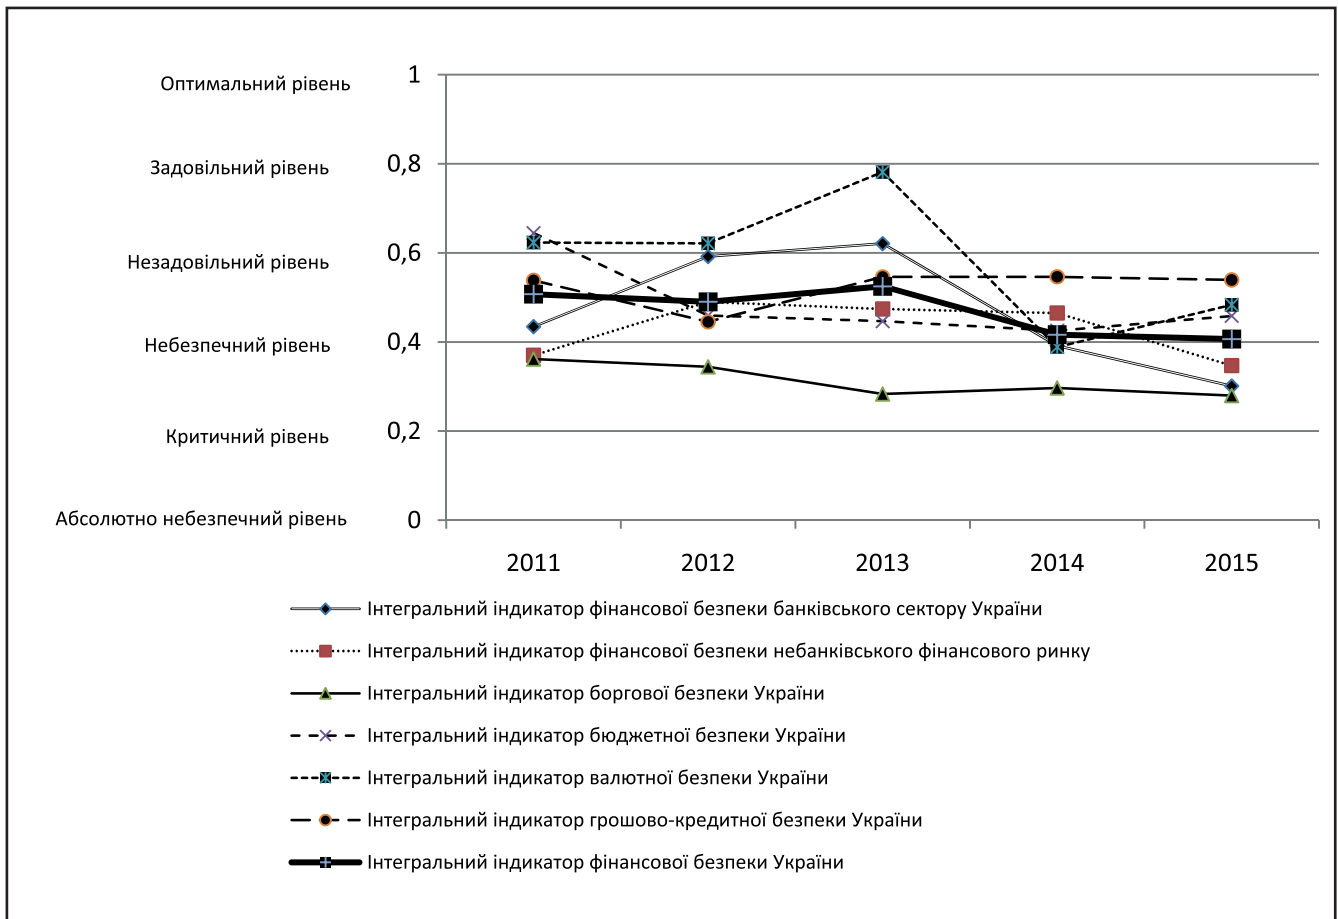 Оптимальний рівень 1
Задовільний рівень 0,8
Незадовільний рівень 0,6
Небезпечний рівень 0,4
Критичний рівень 0,2
Абсолютно небезпечний рівень 0
2011 2012 2013 2014 2015
Інтегральний індикатор фінансової безпеки банківського сектору України
Інтегральний індикатор фінансової безпеки небанківського фінансового ринку
Інтегральний індикатор боргової безпеки України
Інтегральний індикатор бюджетної безпеки України
Інтегральний індикатор валютної безпеки України
Інтегральний індикатор грошово-кредитної безпеки України
Інтегральний індикатор фінансової безпеки України